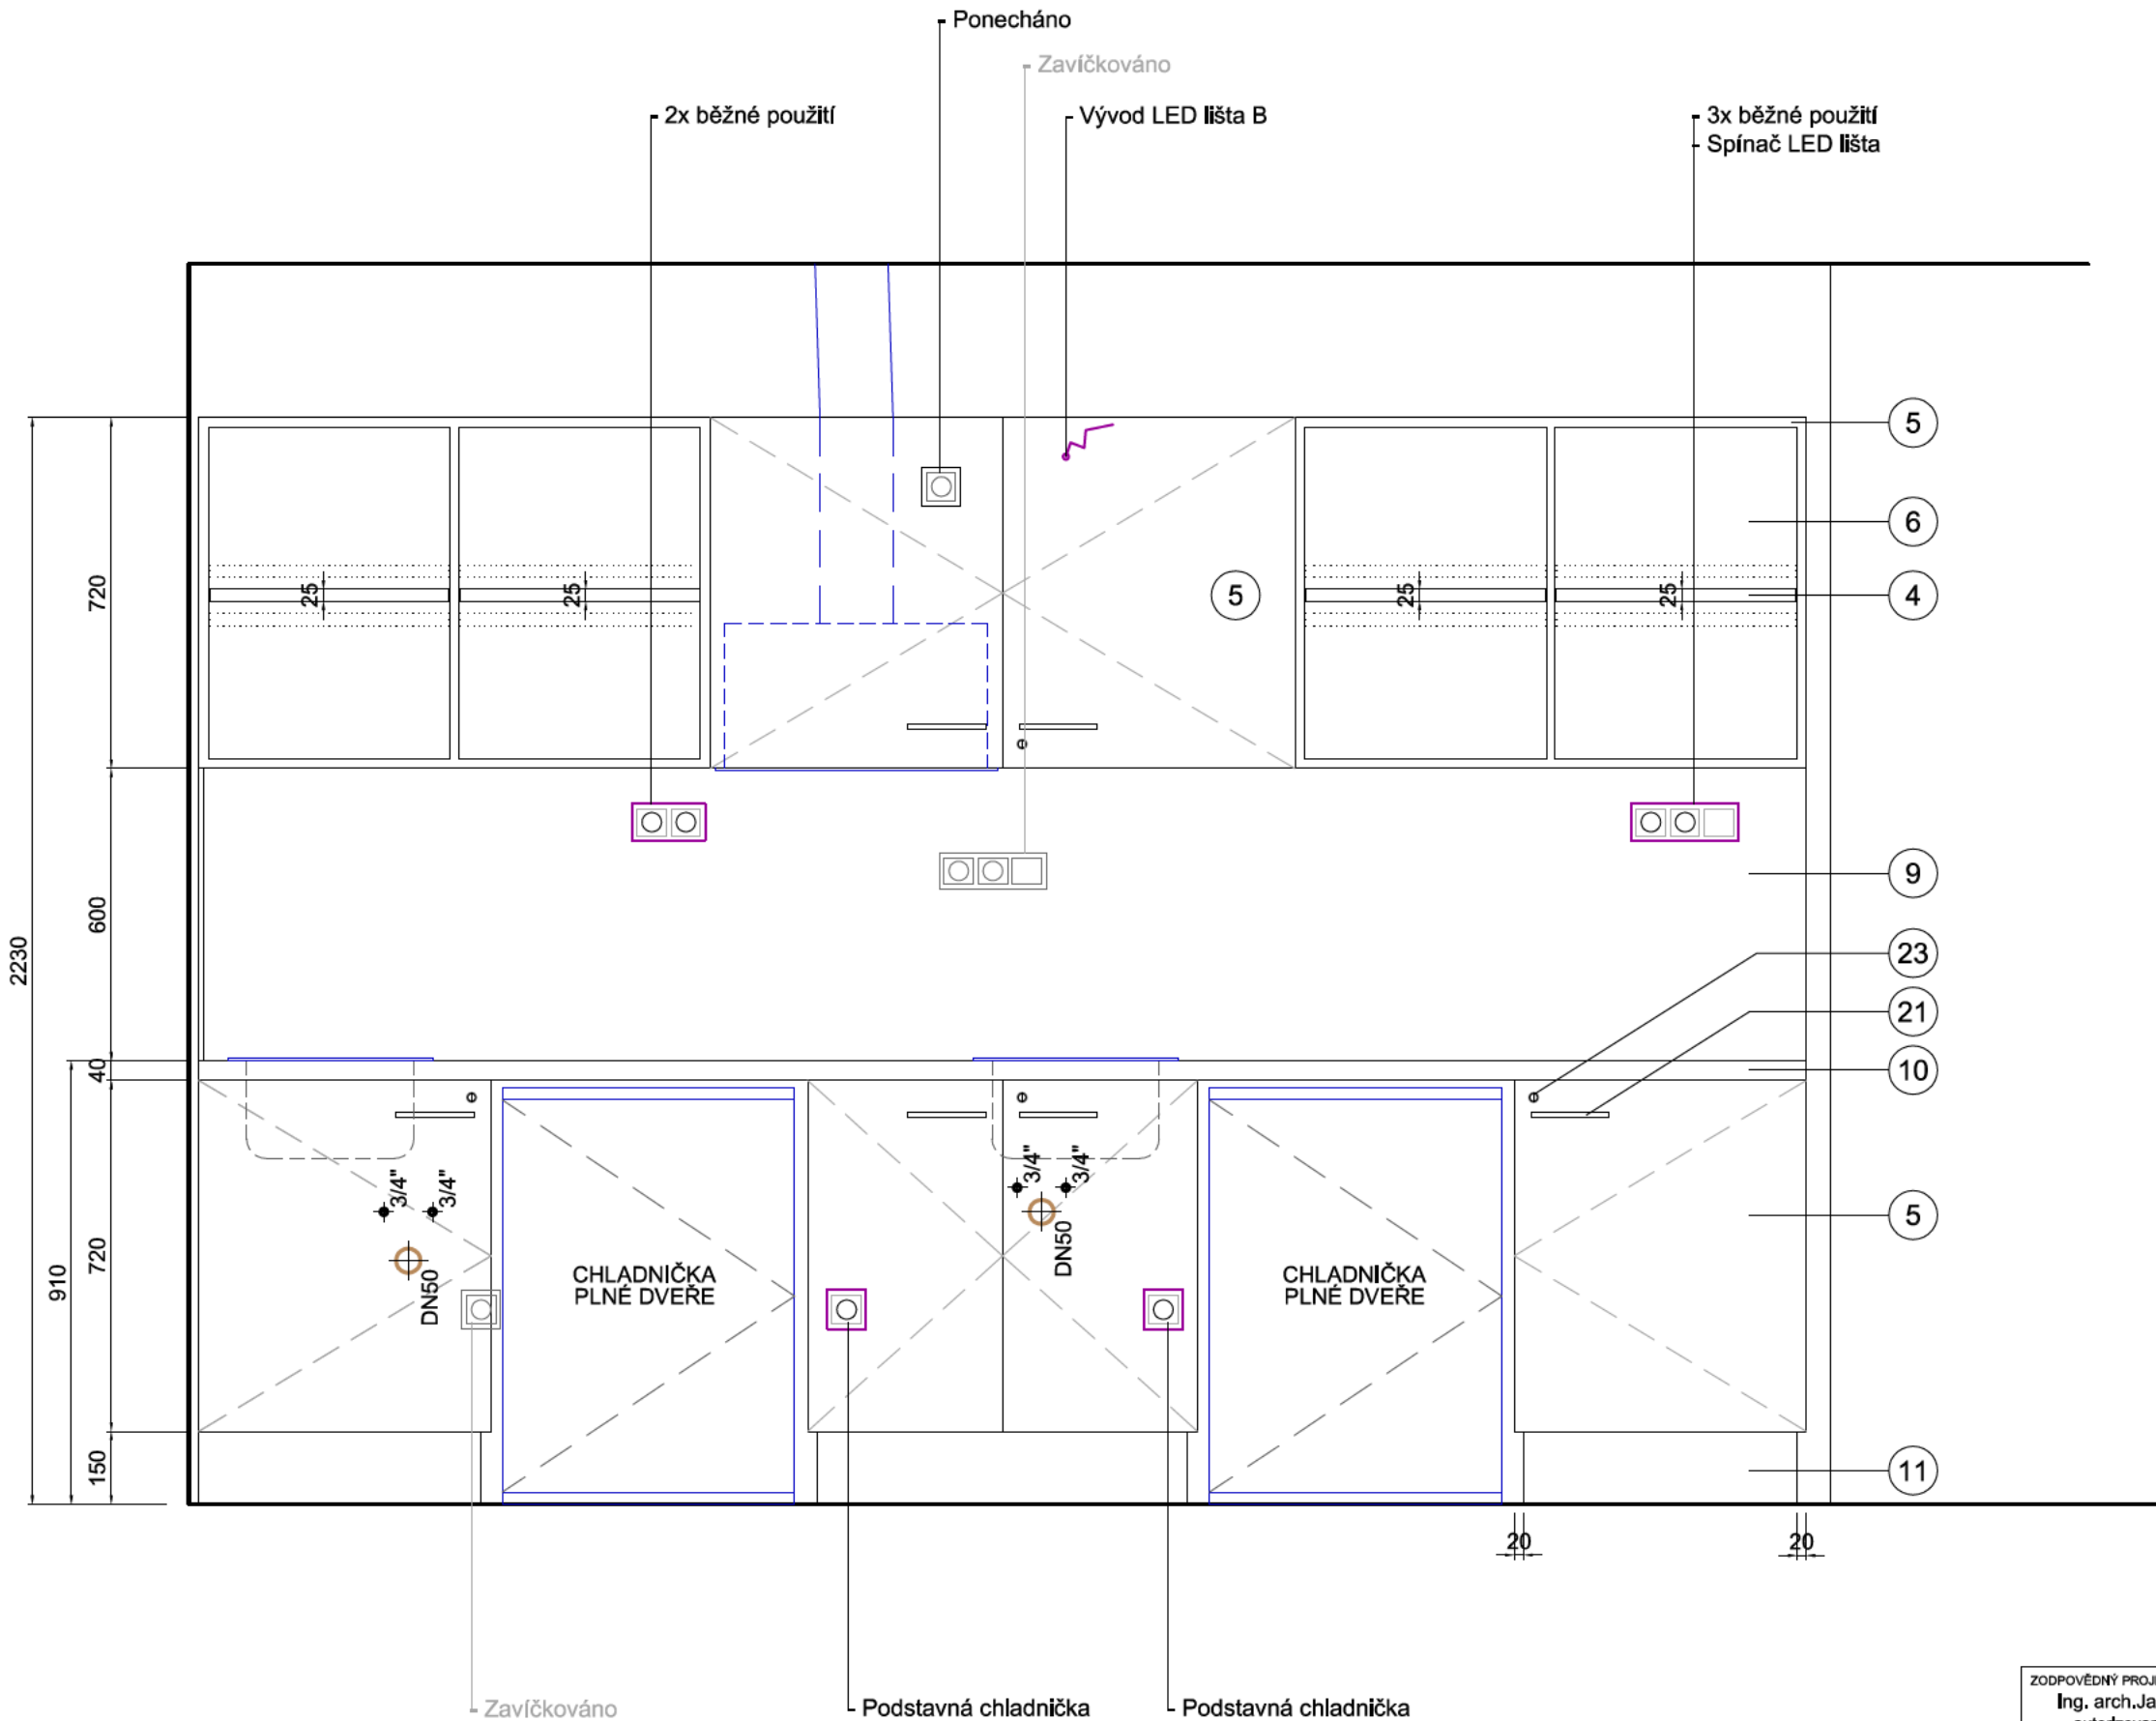 Ponecháno
Zavíčkováno
2x běžné použití
Vývod LED lišta B
3x běžné použití
Spínač LED lišta
5
6
720
25
25
5
25
25
4
9
600
2230
23
21
40
10
3/4"
3/4"
3/4"
3/4"
720
910
DN50
DN50
CHLADNIČKA
PLNÉ DVEŘE
CHLADNIČKA
PLNÉ DVEŘE
5
150
11
20
20
Zavíčkováno
Podstavná chladnička
Podstavná chladnička
ZODPOVĚDNÝ PROJ
Ing. arch.Ja